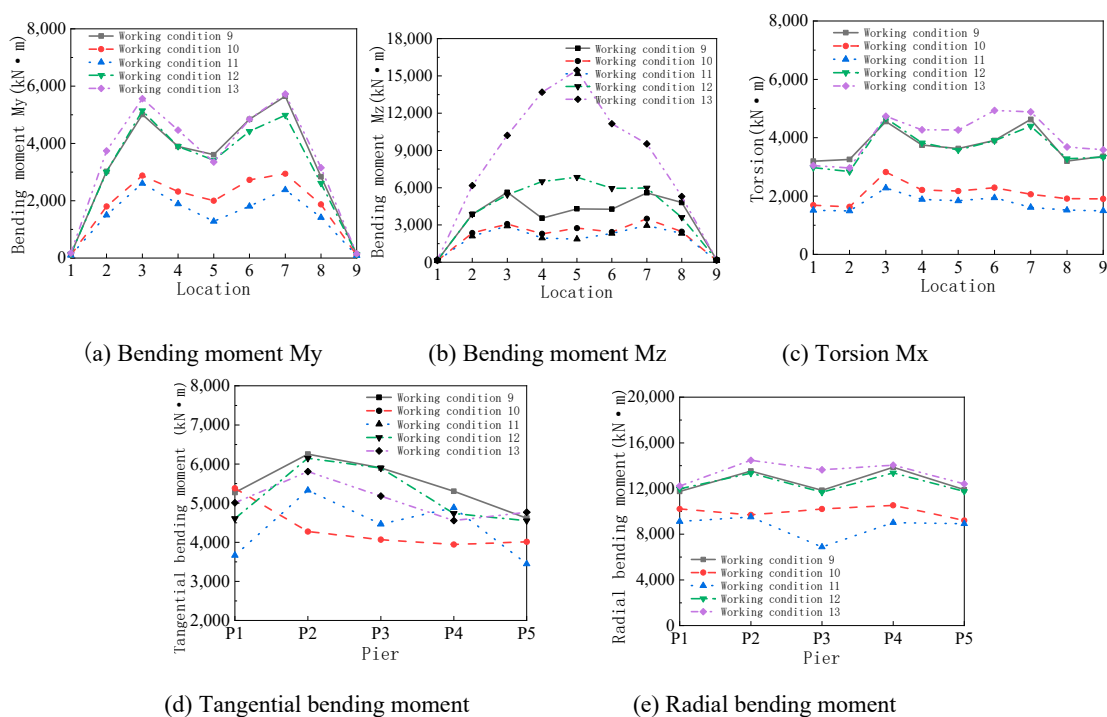 8,000
6,000
4,000
2,000
0
Bending moment My(kN·m)
Working condition 9
Working condition 10
Working condition 11
Working condition 12
Working condition 13
1 2 3 4 5 6 7 8 9
Location
(a) Bending moment My
18,000
15,000
12,000
9,000
6,000
3,000
0
Bending moment Mz(kN·m)
Working condition 9
Working condition 10
Working condition 11
Working condition 12
Working condition 13
1 2 3 4 5 6 7 8 9
Location
(b) Bending moment Mz
8,000
6,000
4,000
2,000
0
Torsion(kN·m)
Working condition 9
Working condition 10
Working condition 11
Working condition 12
Working condition 13
1 2 3 4 5 6 7 8 9
Location
(c) Torsion Mx
8,000
7,000
6,000
5,000
4,000
3,000
2,000
Tangential bending moment (kN·m)
Working condition 9
Working condition 10
Working condition 11
Working condition 12
Working condition 13
P1 P2 P3 P4 P5
Pier
(d) Tangential bending moment
20,000
16,000
12,000
8,000
4,000
0
Radial bending moment(kN·m)
Working condition 9
Working condition 10
Working condition 11
Working condition 12
Working condition 13
P1 P2 P3 P4 P5
Pier
(e) Radial bending moment